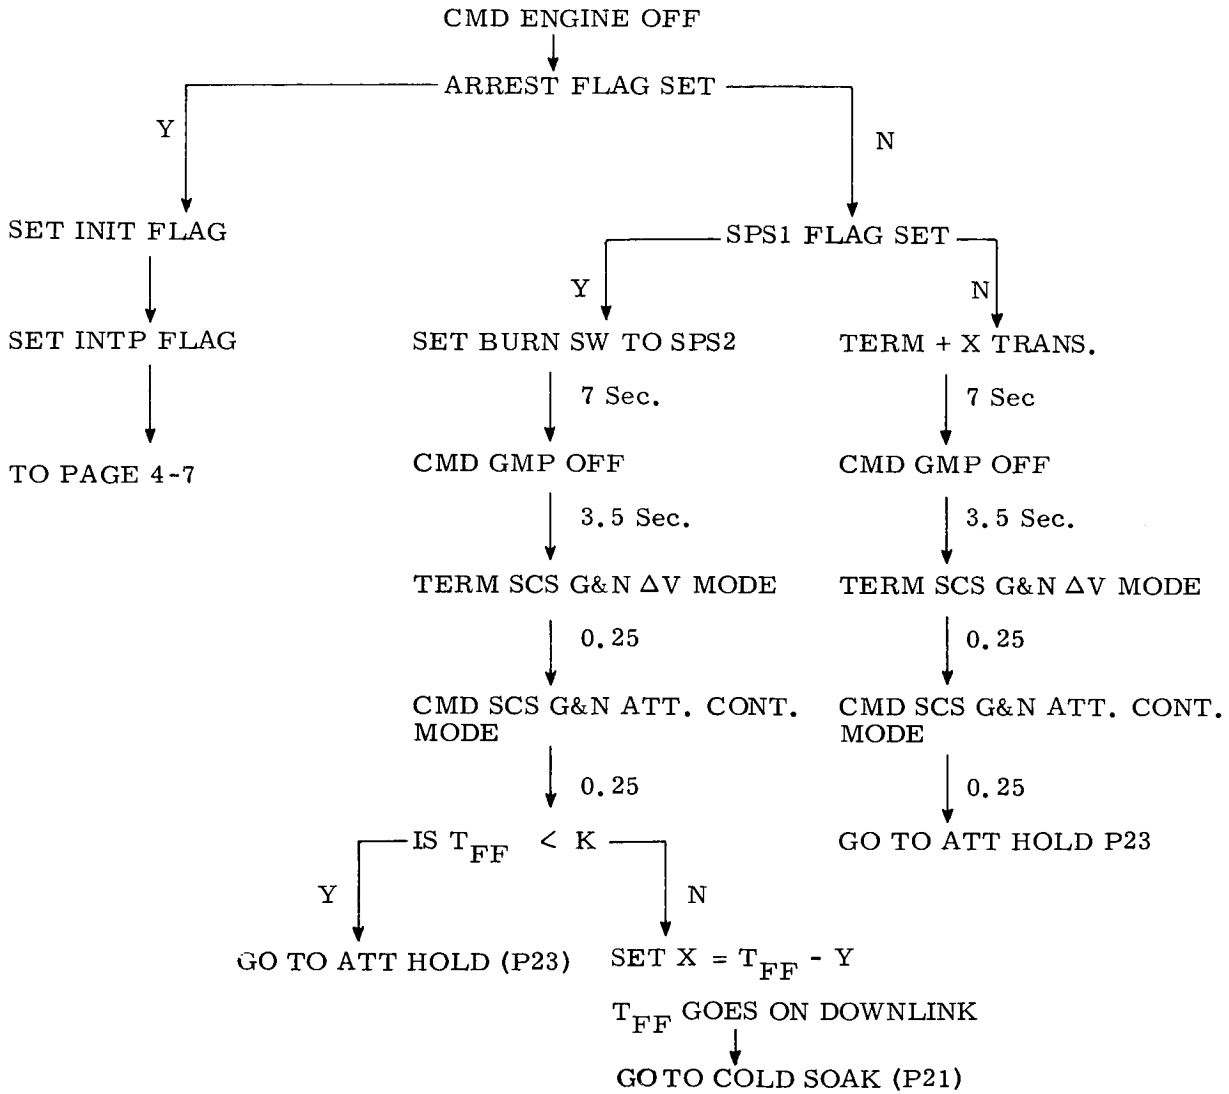 CMD ENGINE OFF
ARREST FLAG SET
Y
N
SET INIT FLAG
SPS1 FLAG SET
Y
N
SET INTP FLAG
SET BURN SW TO SPS2
TERM + X TRANS.
7 Sec.
7 Sec
TO PAGE 4-7
CMD GMP OFF
CMD GMP OFF
3.5 Sec.
3.5 Sec.
TERM SCS G&N ΔV MODE
TERM SCS G&N ΔV MODE
0.25
0.25
CMD SCS G&N ATT. CONT.
MODE
CMD SCS G&N ATT. CONT.
MODE
0.25
0.25
IS TFF < K
GO TO ATT HOLD P23
Y
N
GO TO ATT HOLD (P23)
SET X = TFF - Y
TFF GOES ON DOWNLINK
GO TO COLD SOAK (P21)